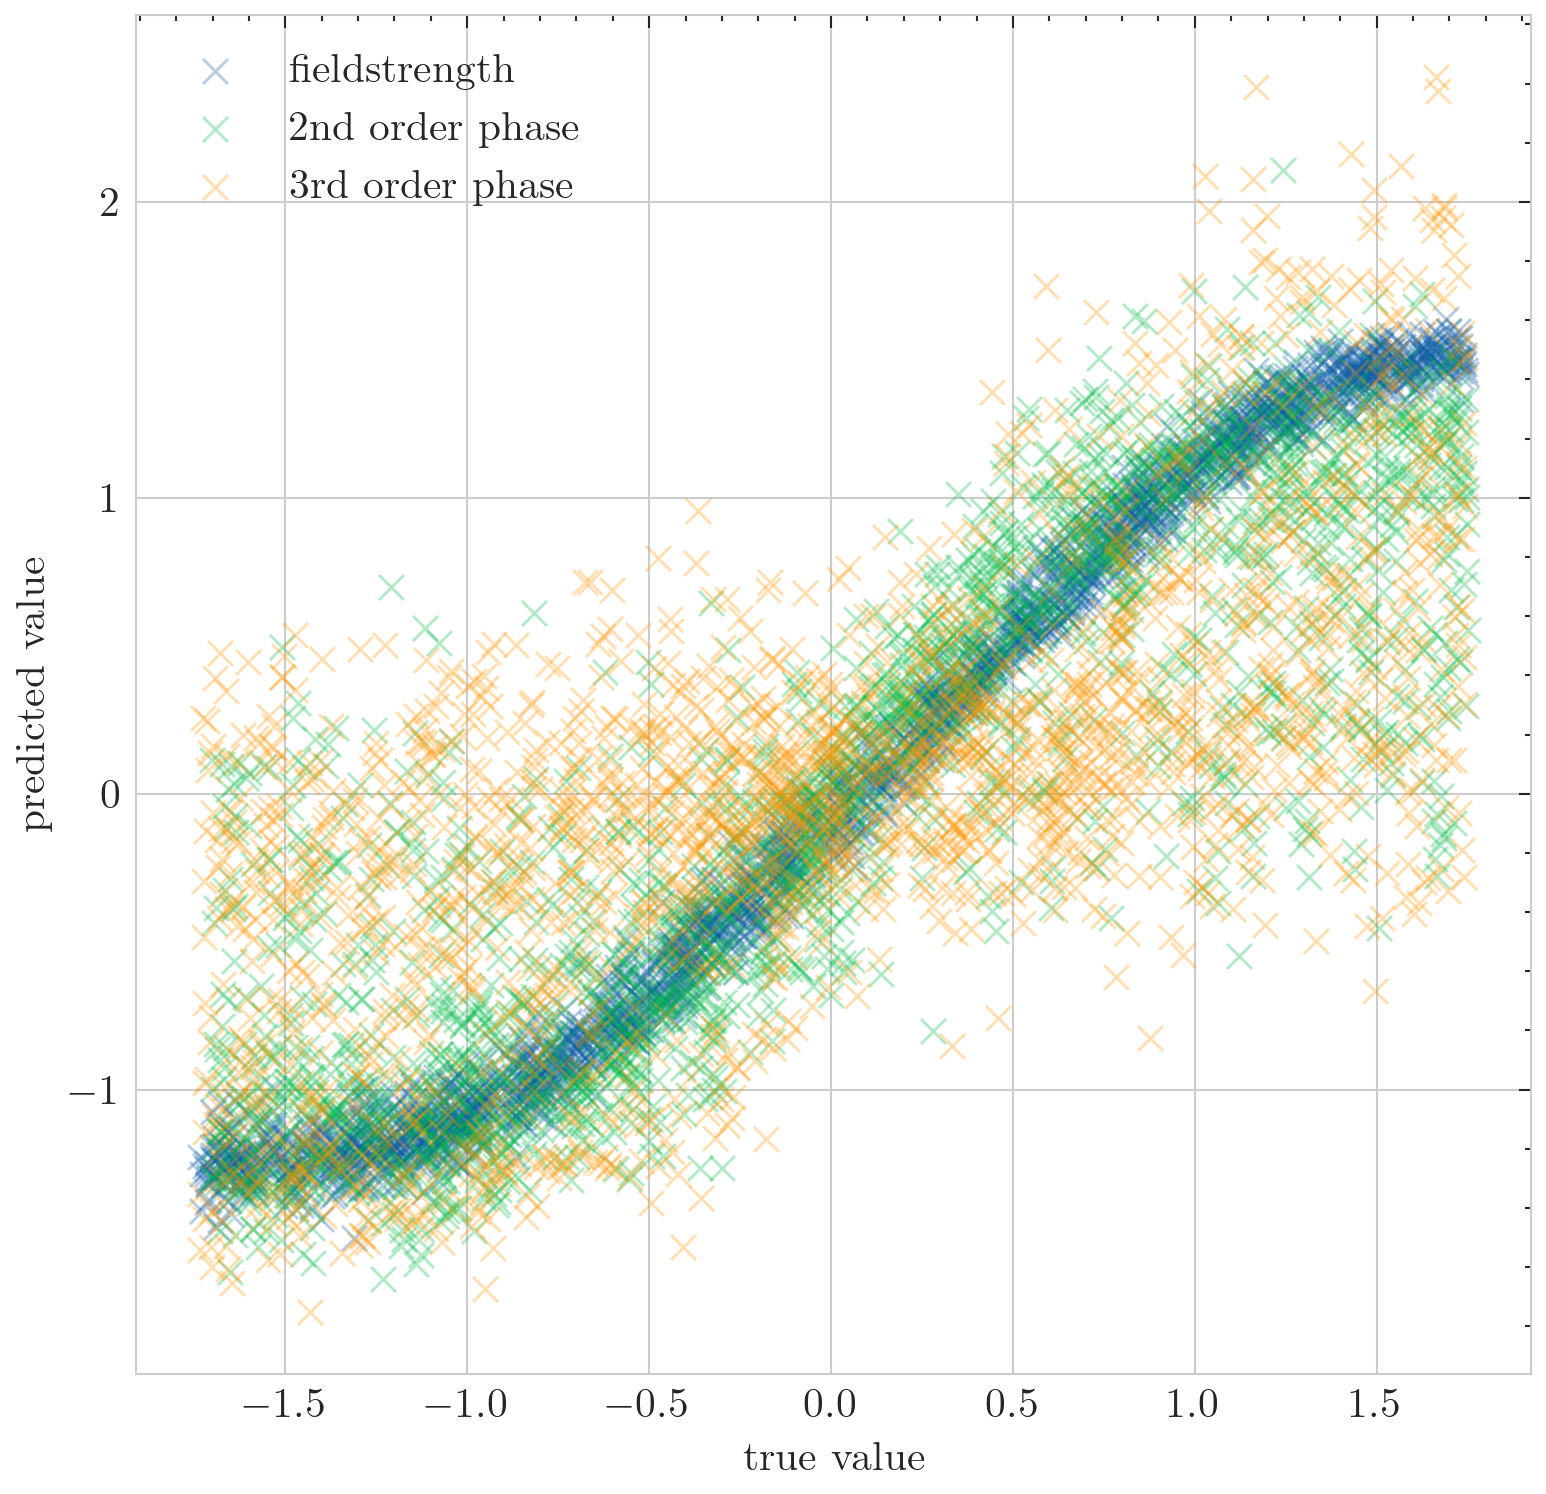 fieldstrength
2nd order phase
3rd order phase
2
1
0
−1
predicted value
−1.5 −1.0 −0.5 0.0 0.5 1.0 1.5
true value